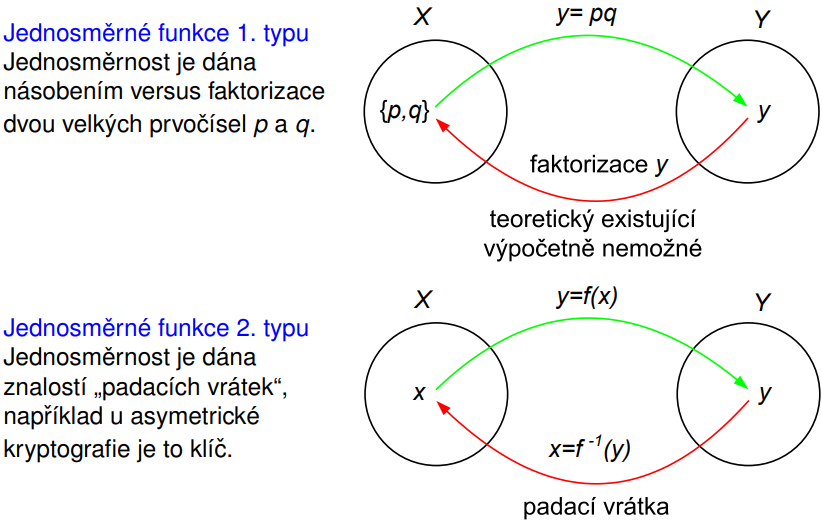 Jednosměrné funkce 1. typu
Jednosměrnost je dána
násobením versus faktorizace
dvou velkých prvočísel p a q.
X
y= pq
Y
{p,q}
y
faktorizace y
teoretický existující
výpočetně nemožné
Jednosměrné funkce 2. typu
Jednosměrnost je dána
znalostí „padacích vrátek“,
například u asymetrické
kryptografie je to klíč.
X
y=f(x)
Y
x
y
x=f -1(y)
padací vrátka